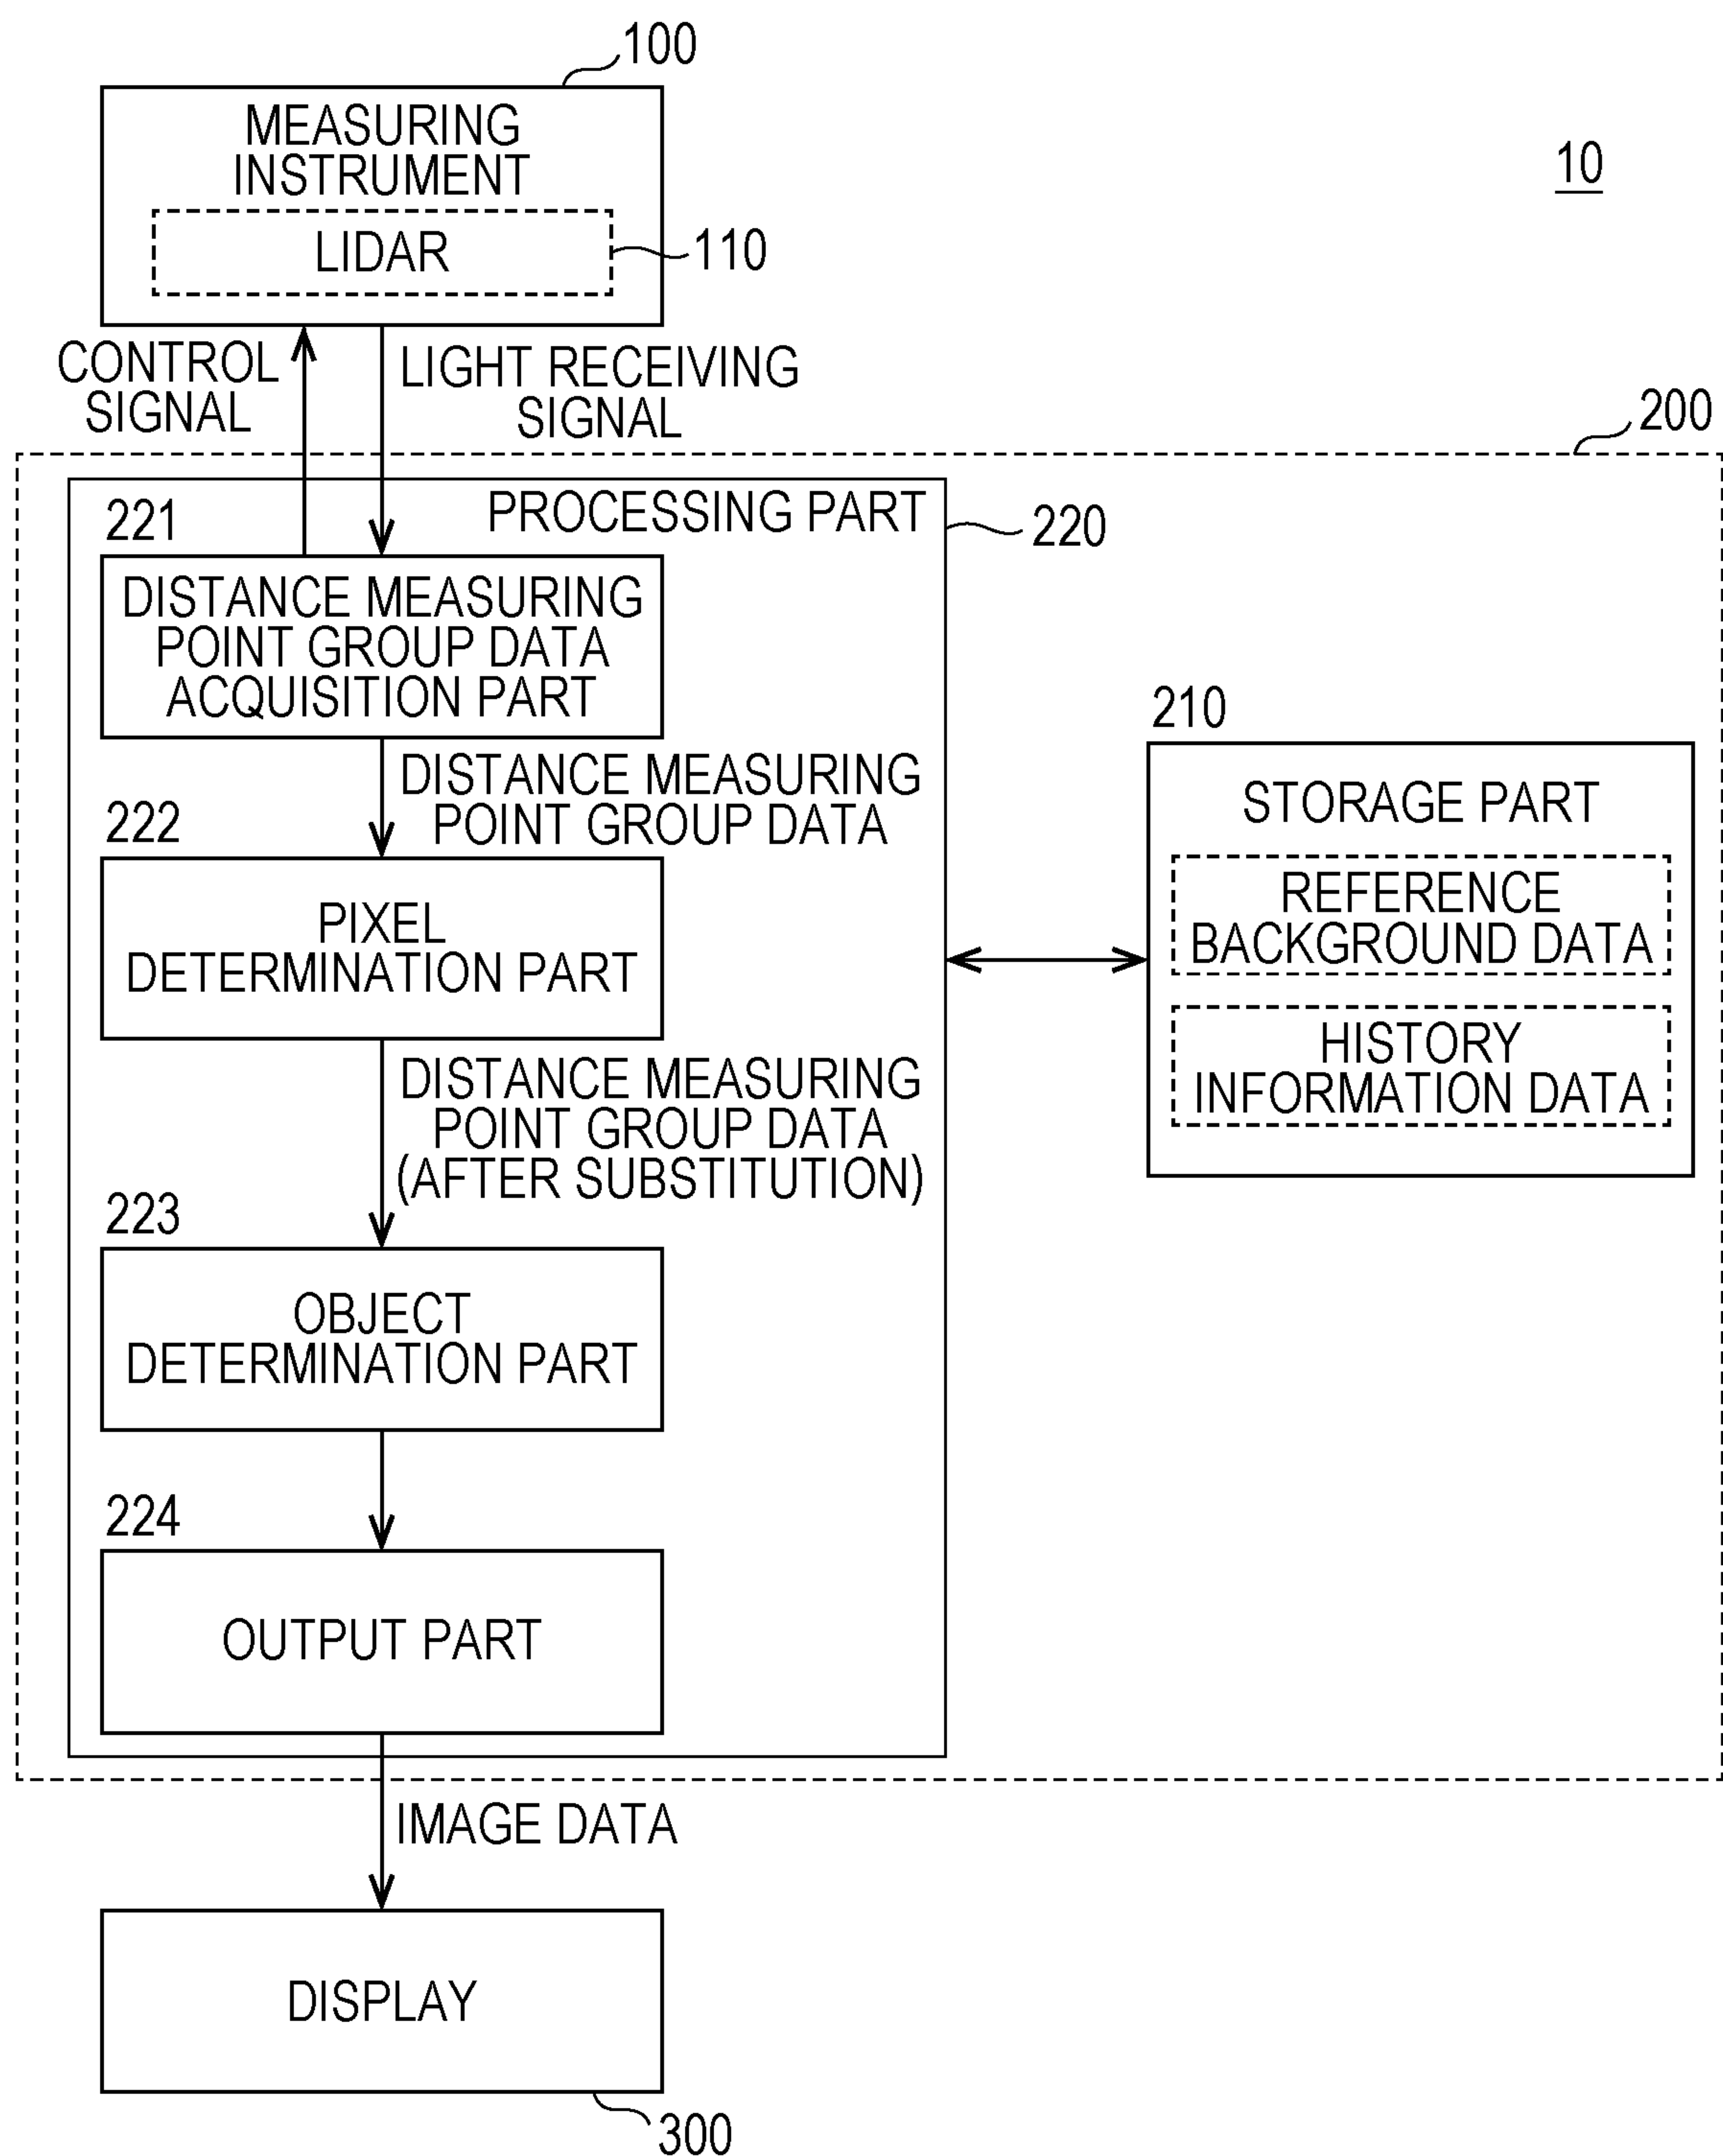 100
MEASURING
INSTRUMENT
10
LIDAR
110
CONTROL
SIGNAL
LIGHT RECEIVING
SIGNAL
200
221
PROCESSING PART
220
DISTANCE MEASURING
POINT GROUP DATA
ACQUISITION PART
210
DISTANCE MEASURING
POINT GROUP DATA
222
STORAGE PART
PIXEL
DETERMINATION PART
REFERENCE
BACKGROUND DATA
HISTORY
INFORMATION DATA
DISTANCE MEASURING
POINT GROUP DATA
(AFTER SUBSTITUTION)
223
OBJECT
DETERMINATION PART
224
OUTPUT PART
IMAGE DATA
DISPLAY
300